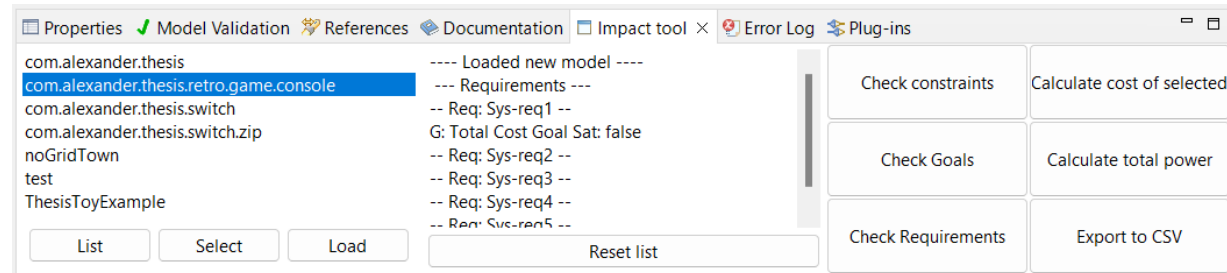 Properties Model Validation References Documentation Impact tool Error Log Plug-ins
com.alexander.thesis
com.alexander.thesis.retro.game.console
com.alexander.thesis.switch
com.alexander.thesis.switch.zip
noGridTown
test
ThesisToyExample
List Select Load
---- Loaded new model ----
--- Requirements ---
-- Req: Sys-req1 --
G: Total Cost Goal Sat: false
-- Req: Sys-req2 --
-- Req: Sys-req3 --
-- Req: Sys-req4 --
-- Req: Sys-req5 --
Reset list
Check constraints Calculate cost of selected
Check Goals Calculate total power
Check Requirements Export to CSV